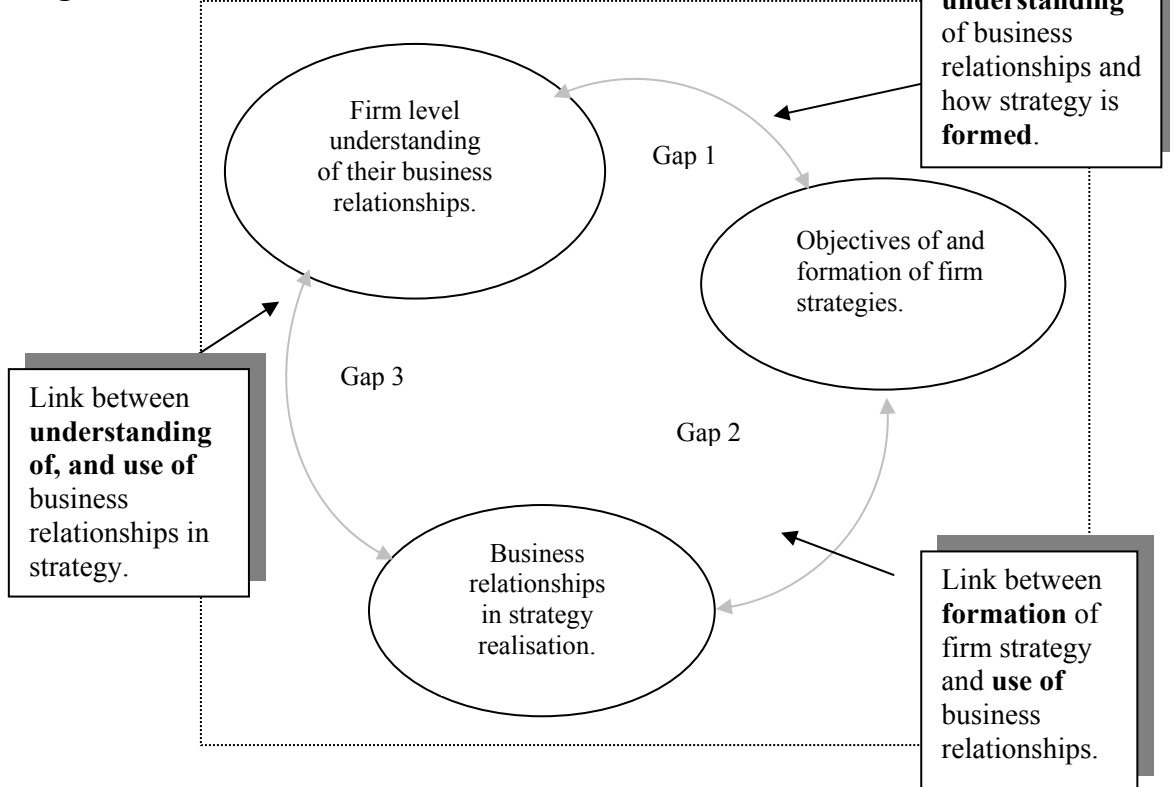 understanding
of business
relationships and
how strategy is
formed.
Firm level
understanding
of their business
relationships.
Gap 1
Objectives of and
formation of firm
strategies.
Gap 3
Link between
understanding
of, and use of
business
relationships in
strategy.
Gap 2
Business
relationships
in strategy
realisation.
Link between
formation of
firm strategy
and use of
business
relationships.